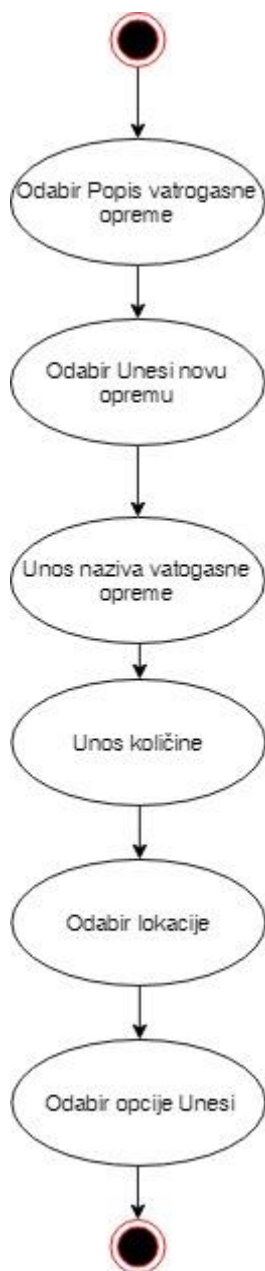 Odabir Popis vatrogasne
opreme
Odabir Unesi novu
opremu
Unos naziva vatogasne
opreme
Unos količine
Odabir lokacije
Odabir opcije Unesi